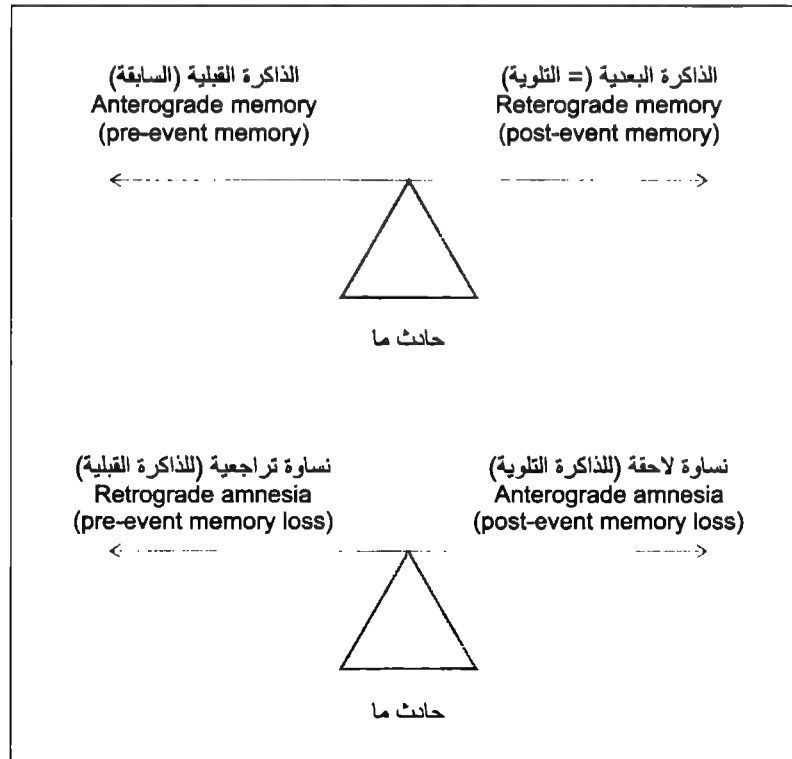 الذاكرة القبلية (السابقة)
Anterograde memory
(pre-event memory)
الذاكرة البعدية (= التلوية)
Reterograde memory
(post-event memory)
حادث ما
نساوة تراجعية (للذاكرة القبلية)
Retrograde amnesia
(pre-event memory loss)
نساوة لاحقة (للذاكرة التلوية)
Anterograde amnesia
(post-event memory loss)
حادث ما